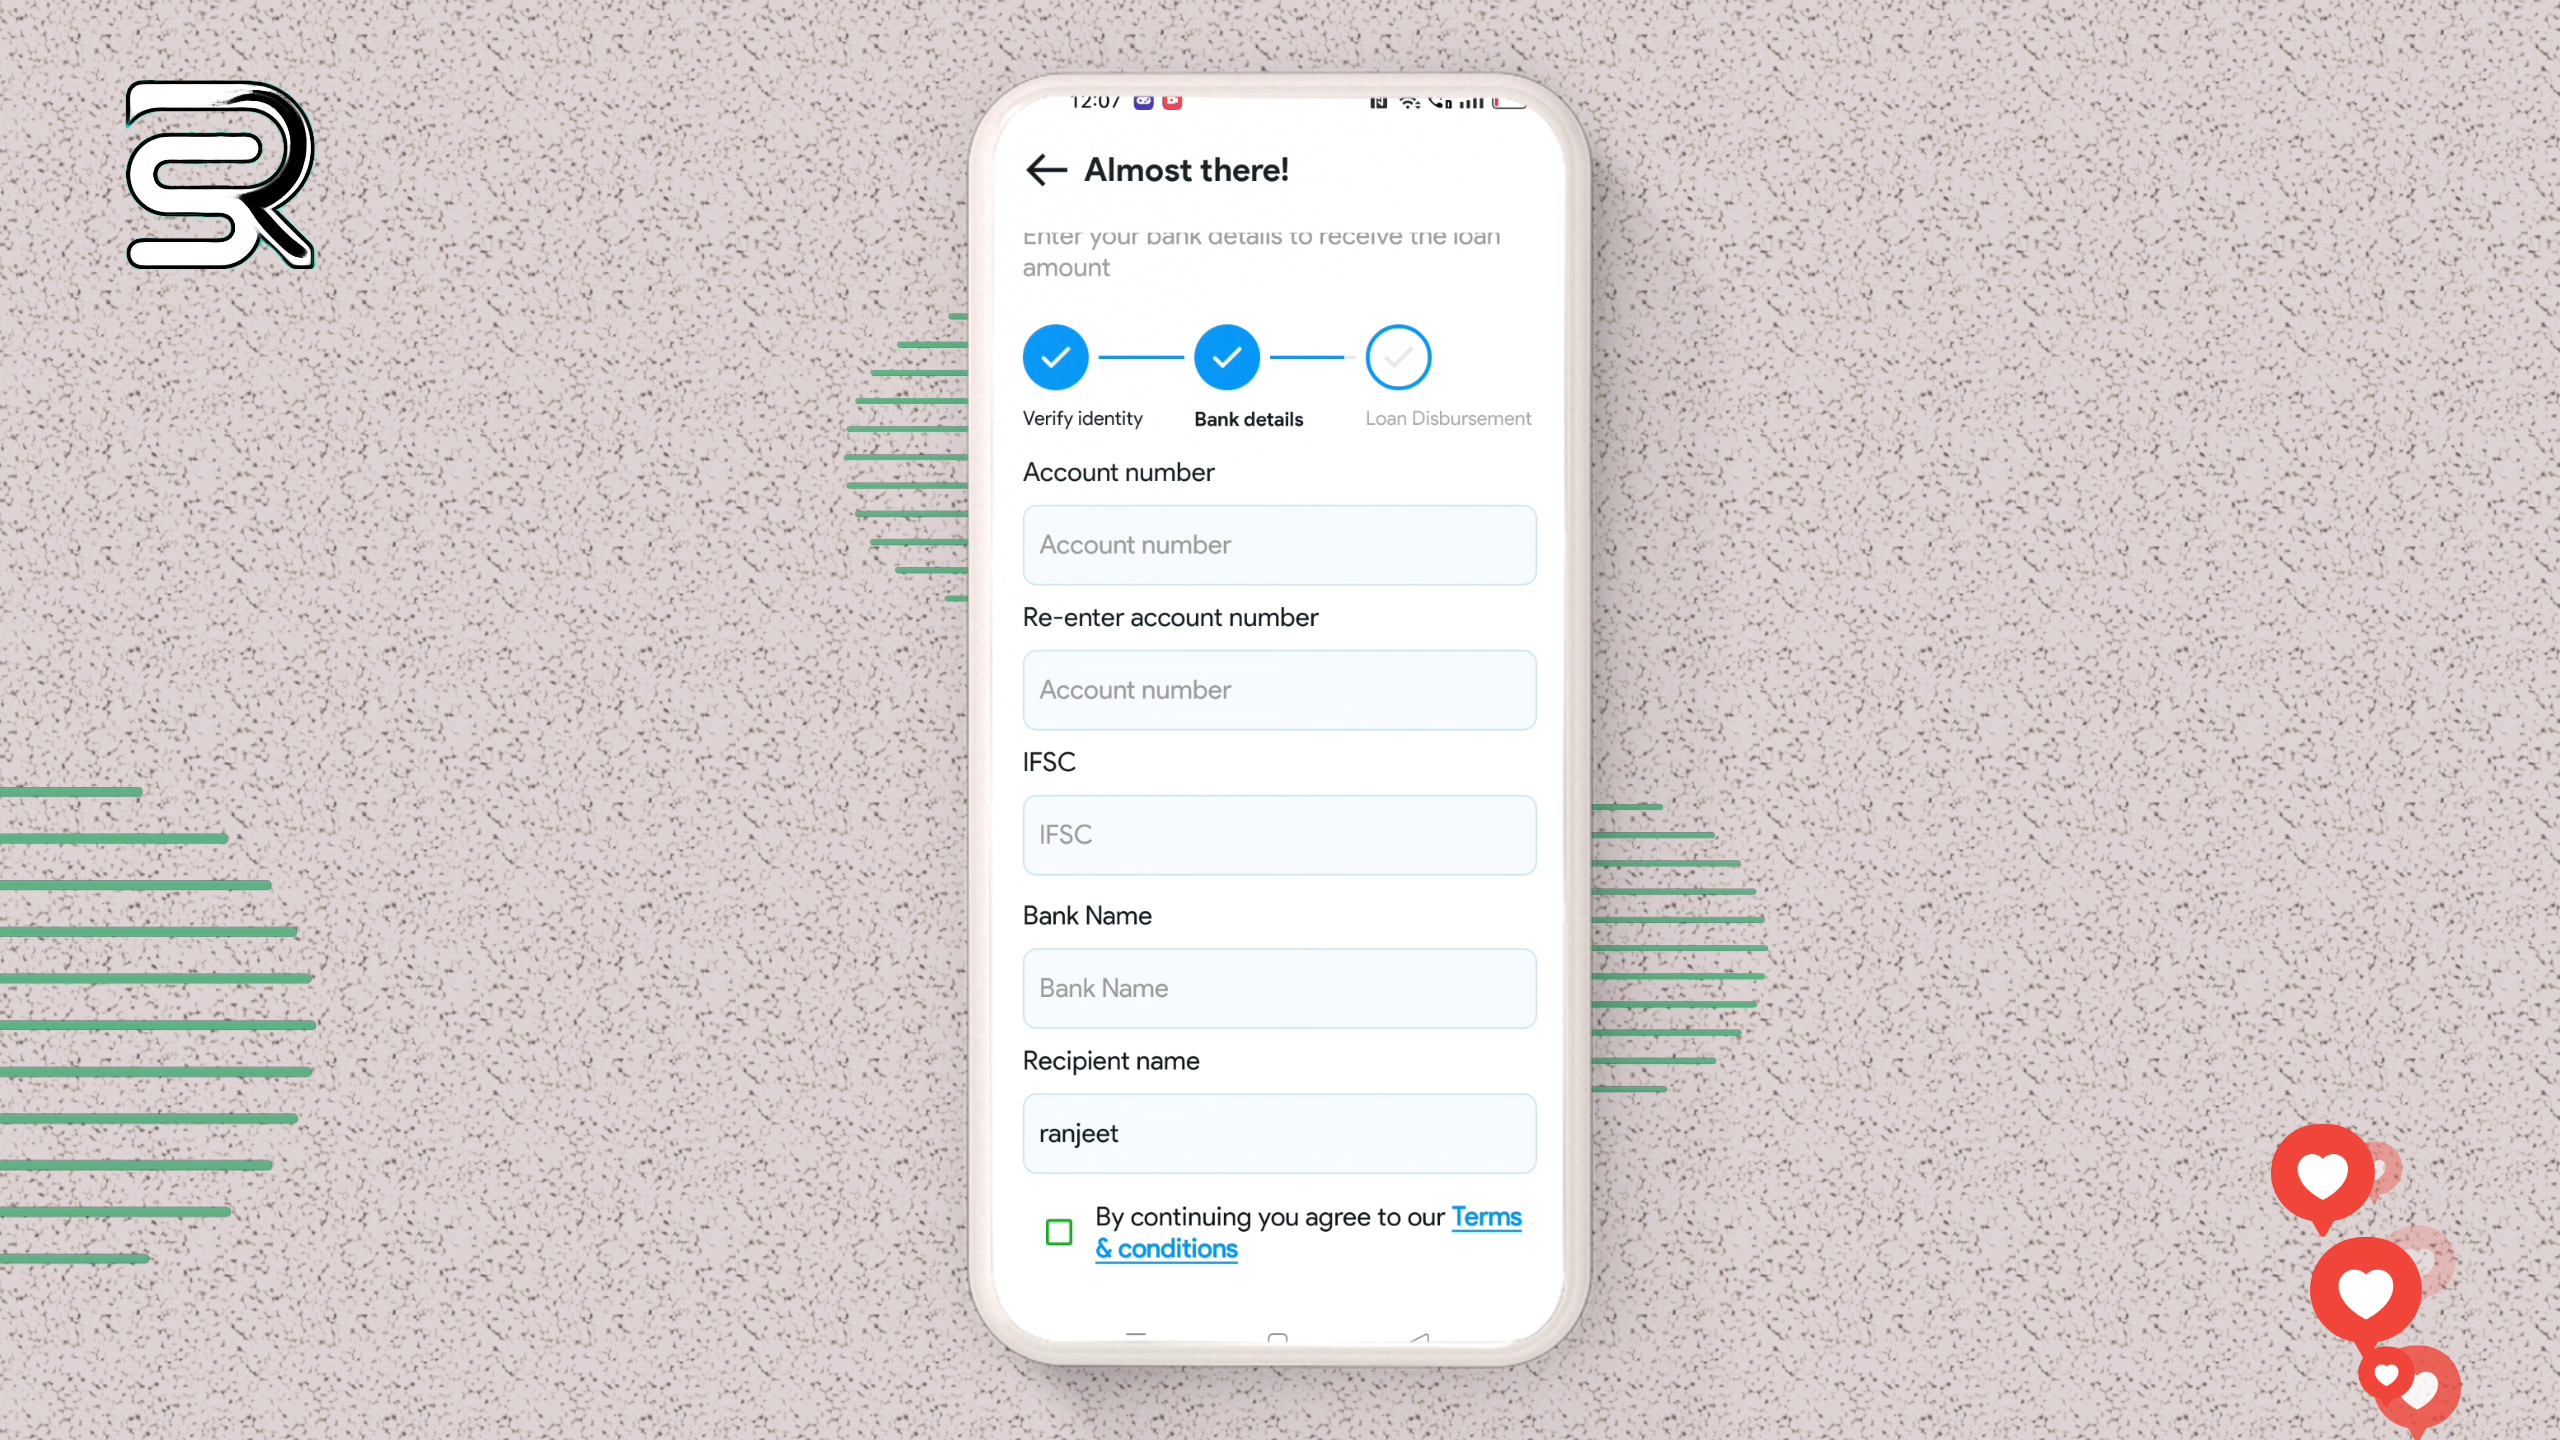 12:07
Almost there!
Enter your bank details to receive the loan
amount
Verify identity
Bank details
Loan Disbursement
Account number
Account number
Re-enter account number
Account number
IFSC
IFSC
Bank Name
Bank Name
Recipient name
ranjeet
By continuing you agree to our Terms
& conditions